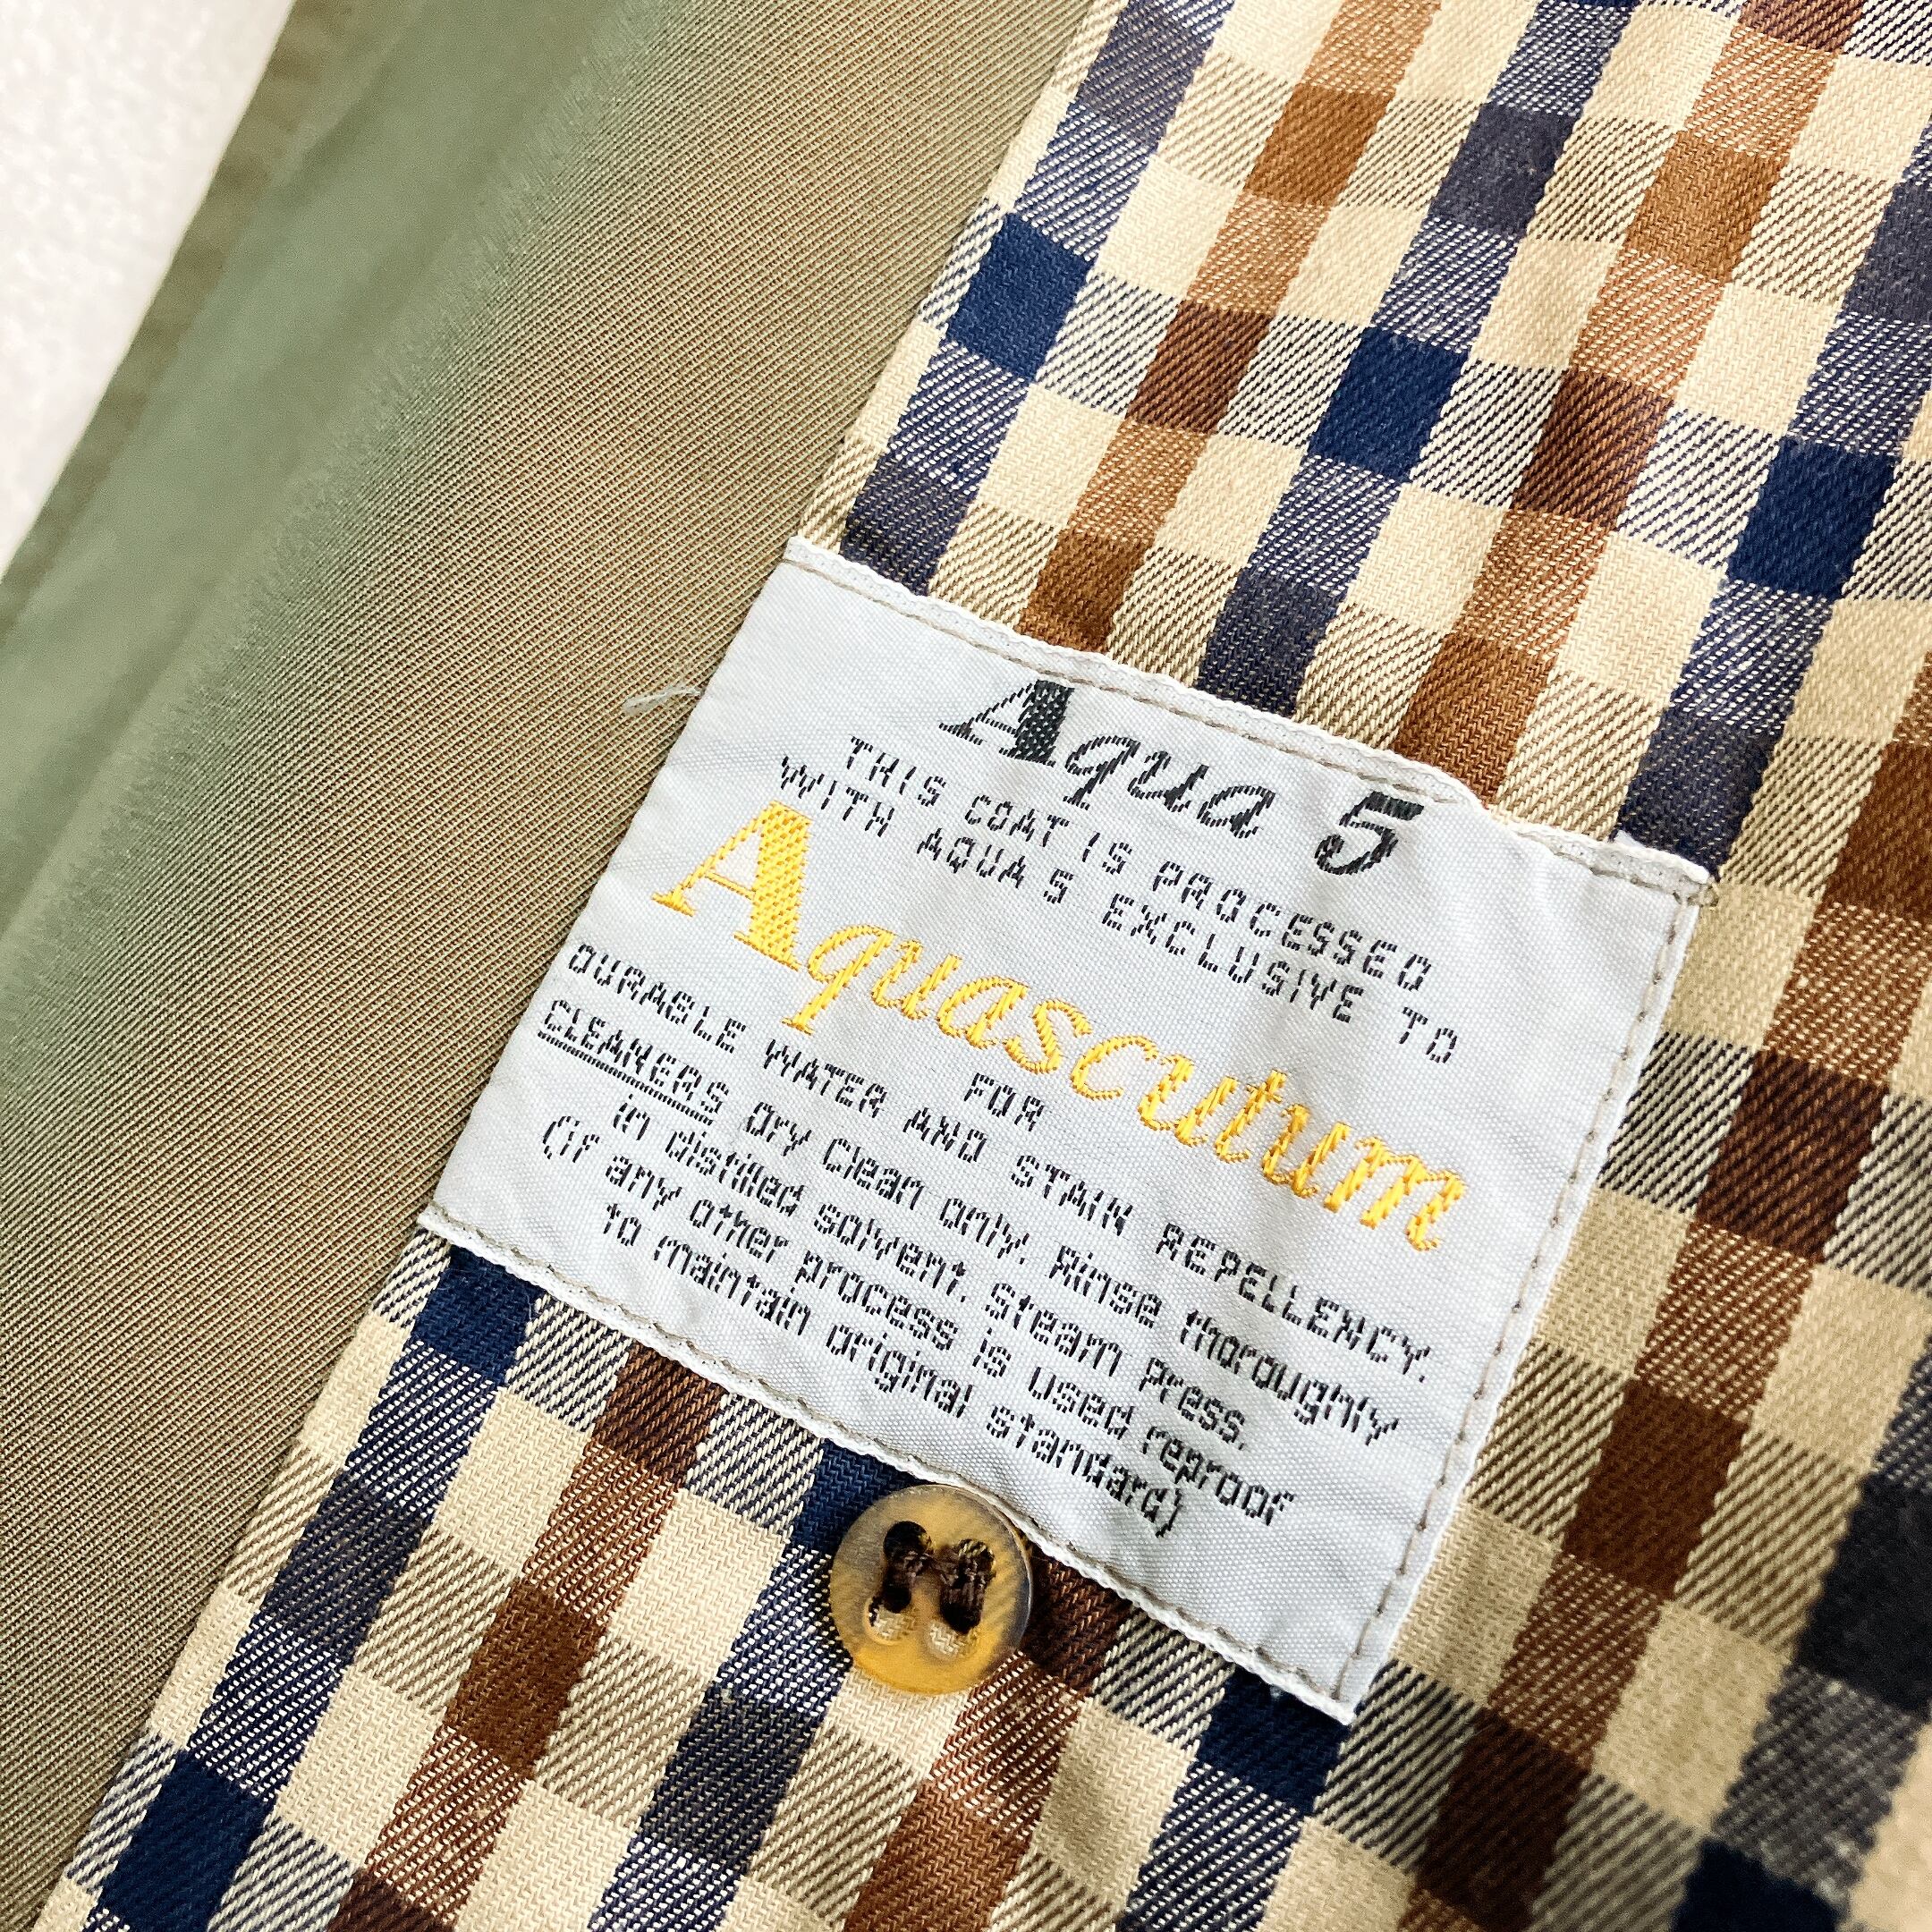 Aqua 5
THIS COAT IS PROCESSED
WITH AQUA 5 EXCLUSIVE TO
Aquascutum
FOR
DURABLE WATER AND STAIN REPELLENCY.
CLEANERS Dry Clean only. Rinse thoroughly
in distilled solvent. Steam Press.
(if any other process is used reproof
to maintain original standard)